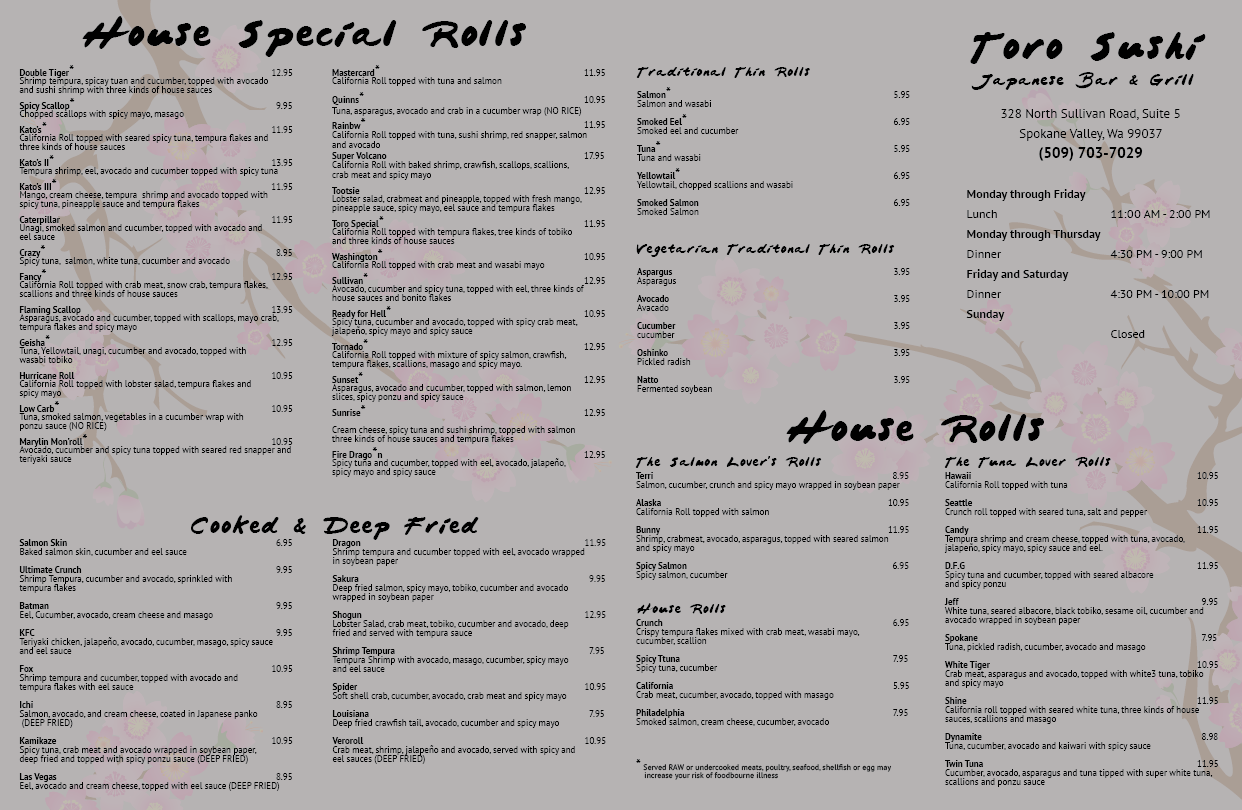 House Special Rolls
Double Tiger* 12.95
Shrimp tempura, spicay tuan and cucumber, topped with avocado
and sushi shrimp with three kinds of house sauces
Spicy Scallop* 9.95
Chopped scallops with spicy mayo, masago
Kato's* 11.95
California Roll topped with seared spicy tuna, tempura flakes and
three kinds of house sauces
Kato's II* 13.95
Tempura shrimp, eel, avocado and cucumber topped with spicy tuna
Kato's III* 11.95
Mango, cream cheese, tempura shrimp and avocado topped with
spicy tuna, pineapple sauce and tempura flakes
Caterpillar 11.95
Unagi, smoked salmon and cucumber, topped with avocado and
eel sauce
Crazy* 8.95
Spicy tuna, salmon, white tuna, cucumber and avocado
Fancy* 12.95
California Roll topped with crab meat, snow crab, tempura flakes,
scallions and three kinds of house sauces
Flaming Scallop 13.95
Asparagus, avocado and cucumber, topped with scallops, mayo crab,
tempura flakes and spicy mayo
Geisha* 12.95
Tuna, Yellowtail, unagi, cucumber and avocado, topped with
wasabi tobiko
Hurricane Roll 10.95
California Roll topped with lobster salad, tempura flakes and
spicy mayo
Low Carb* 10.95
Tuna, smoked salmon, vegetables in a cucumber wrap with
ponzu sauce (NO RICE)
Marylin Mon'roll* 10.95
Avocado, cucumber and spicy tuna topped with seared red snapper and
teriyaki sauce
Mastercard* 11.95
California Roll topped with tuna and salmon
Quinns* 10.95
Tuna, asparagus, avocado and crab in a cucumber wrap (NO RICE)
Rainbw* 11.95
California Roll topped with tuna, sushi shrimp, red snapper, salmon
and avocado
Super Volcano 17.95
California Roll with baked shrimp, crawfish, scallops, scallions,
crab meat and spicy mayo
Tootsie 12.95
Lobster salad, crabmeat and pineapple, topped with fresh mango,
pineapple sauce, spicy mayo, eel sauce and tempura flakes
Toro Special* 11.95
California Roll topped with tempura flakes, tree kinds of tobiko
and three kinds of house sauces
Washington* 10.95
California Roll topped with crab meat and wasabi mayo
Sullivan* 12.95
Avocado, cucumber and spicy tuna, topped with eel, three kinds of
house sauces and bonito flakes
Ready for Hell* 10.95
Spicy tuna, cucumber and avocado, topped with spicy crab meat,
jalapeño, spicy mayo and spicy sauce
Tornado* 12.95
California Roll topped with mixture of spicy salmon, crawfish,
tempura flakes, scallions, masago and spicy mayo.
Sunset* 12.95
Asparagus, avocado and cucumber, topped with salmon, lemon
slices, spicy ponzu and spicy sauce
Sunrise* 12.95
Cream cheese, spicy tuna and sushi shrimp, topped with salmon
three kinds of house sauces and tempura flakes
Fire Drago*n 12.95
Spicy tuna and cucumber, topped with eel, avocado, jalapeño,
spicy mayo and spicy sauce
Cooked & Deep Fried
Salmon Skin 6.95
Baked salmon skin, cucumber and eel sauce
Ultimate Crunch 9.95
Shrimp Tempura, cucumber and avocado, sprinkled with
tempura flakes
Batman 9.95
Eel, Cucumber, avocado, cream cheese and masago
KFC 9.95
Teriyaki chicken, jalapeño, avocado, cucumber, masago, spicy sauce
and eel sauce
Fox 10.95
Shrimp tempura and cucumber, topped with avocado and
tempura flakes with eel sauce
Ichi 8.95
Salmon, avocado, and cream cheese, coated in Japanese panko
(DEEP FRIED)
Kamikaze 10.95
Spicy tuna, crab meat and avocado wrapped in soybean paper,
deep fried and topped with spicy ponzu sauce (DEEP FRIED)
Las Vegas 8.95
Eel, avocado and cream cheese, topped with eel sauce (DEEP FRIED)
Dragon 11.95
Shrimp tempura and cucumber topped with eel, avocado wrapped
in soybean paper
Sakura 9.95
Deep fried salmon, spicy mayo, tobiko, cucumber and avocado
wrapped in soybean paper
Shogun 12.95
Lobster Salad, crab meat, tobiko, cucumber and avocado, deep
fried and served with tempura sauce
Shrimp Tempura 7.95
Tempura Shrimp with avocado, masago, cucumber, spicy mayo
and eel sauce
Spider 10.95
Soft shell crab, cucumber, avocado, crab meat and spicy mayo
Louisiana 7.95
Deep fried crawfish tail, avocado, cucumber and spicy mayo
Veroroll 10.95
Crab meat, shrimp, jalapeño and avocado, served with spicy and
eel sauces (DEEP FRIED)
Traditional Thin Rolls
Salmon* 5.95
Salmon and wasabi
Smoked Eel* 6.95
Smoked eel and cucumber
Tuna* 5.95
Tuna and wasabi
Yellowtail* 6.95
Yellowtail, chopped scallions and wasabi
Smoked Salmon 6.95
Smoked Salmon
Vegetarian Traditonal Thin Rolls
Aspargus 3.95
Asparagus
Avocado 3.95
Avacado
Cucumber 3.95
cucumber
Oshinko 3.95
Pickled radish
Natto 3.95
Fermented soybean
Toro Sushi
Japanese Bar & Grill
328 North Sullivan Road, Suite 5
Spokane Valley, Wa 99037
(509) 703-7029
Monday through Friday
Lunch 11:00 AM - 2:00 PM
Monday through Thursday
Dinner 4:30 PM - 9:00 PM
Friday and Saturday
Dinner 4:30 PM - 10:00 PM
Sunday
Closed
House Rolls
The Salmon Lover's Rolls
Terri 8.95
Salmon, cucumber, crunch and spicy mayo wrapped in soybean paper
Alaska 10.95
California Roll topped with salmon
Bunny 11.95
Shrimp, crabmeat, avocado, asparagus, topped with seared salmon
and spicy mayo
Spicy Salmon 6.95
Spicy salmon, cucumber
House Rolls
Crunch 6.95
Crispy tempura flakes mixed with crab meat, wasabi mayo,
cucumber, scallion
Spicy Ttuna 7.95
Spicy tuna, cucumber
California 5.95
Crab meat, cucumber, avocado, topped with masago
Philadelphia 7.95
Smoked salmon, cream cheese, cucumber, avocado
* Served RAW or undercooked meats, poultry, seafood, shellfish or egg may
increase your risk of foodbourne illness
The Tuna Lover Rolls
Hawaii 10.95
California Roll topped with tuna
Seattle 10.95
Crunch roll topped with seared tuna, salt and pepper
Candy 11.95
Tempura shrimp and cream cheese, topped with tuna, avocado,
jalapeño, spicy mayo, spicy sauce and eel.
D.F.G 11.95
Spicy tuna and cucumber, topped with seared albacore
and spicy ponzu
Jeff 9.95
White tuna, seared albacore, black tobiko, sesame oil, cucumber and
avocado wrapped in soybean paper
Spokane 7.95
Tuna, pickled radish, cucumber, avocado and masago
White Tiger 10.95
Crab meat, asparagus and avocado, topped with white3 tuna, tobiko
and spicy mayo
Shine 11.95
California roll topped with seared white tuna, three kinds of house
sauces, scallions and masago
Dynamite 8.98
Tuna, cucumber, avocado and kaiwari with spicy sauce
Twin Tuna 11.95
Cucumber, avocado, asparagus and tuna tipped with super white tuna,
scallions and ponzu sauce